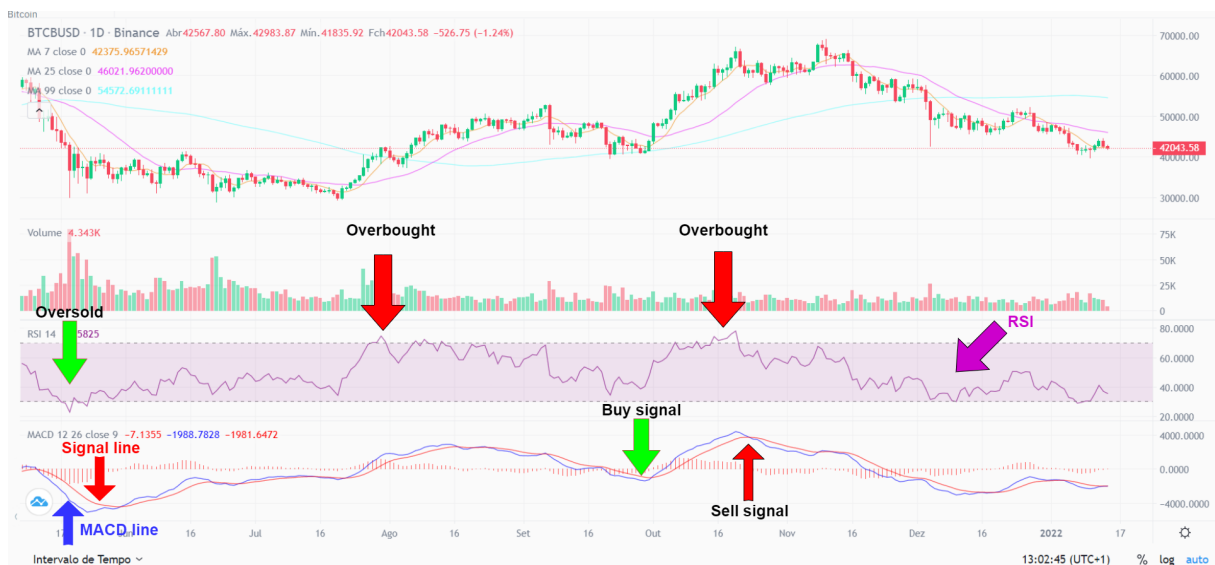 Bitcoin
BTCBUSD · 1D · Binance Abr42567.80 Máx.42983.87 Mín.41835.92 Fch42043.58 -526.75 (-1.24%)
MA 7 close 0 42375.96571429
MA 25 close 0 46021.96200000
MA 99 close 0 54572.69111111
70000.00
60000.00
50000.00
42043.58
40000.00
30000.00
Volume 4.343K
Overbought
Overbought
75K
50K
25K
0
Oversold
RSI 14 5825
RSI
80.0000
60.0000
40.0000
20.0000
Buy signal
MACD 12 26 close 9 -7.1355 -1988.7828 -1981.6472
Signal line
4000.0000
0.0000
-4000.0000
Sell signal
MACD line
17 Jun 16 Jul 16 Ago 16 Set 16 Out 16 Nov 16 Dez 16 2022 17
Intervalo de Tempo
13:02:45 (UTC+1) % log auto